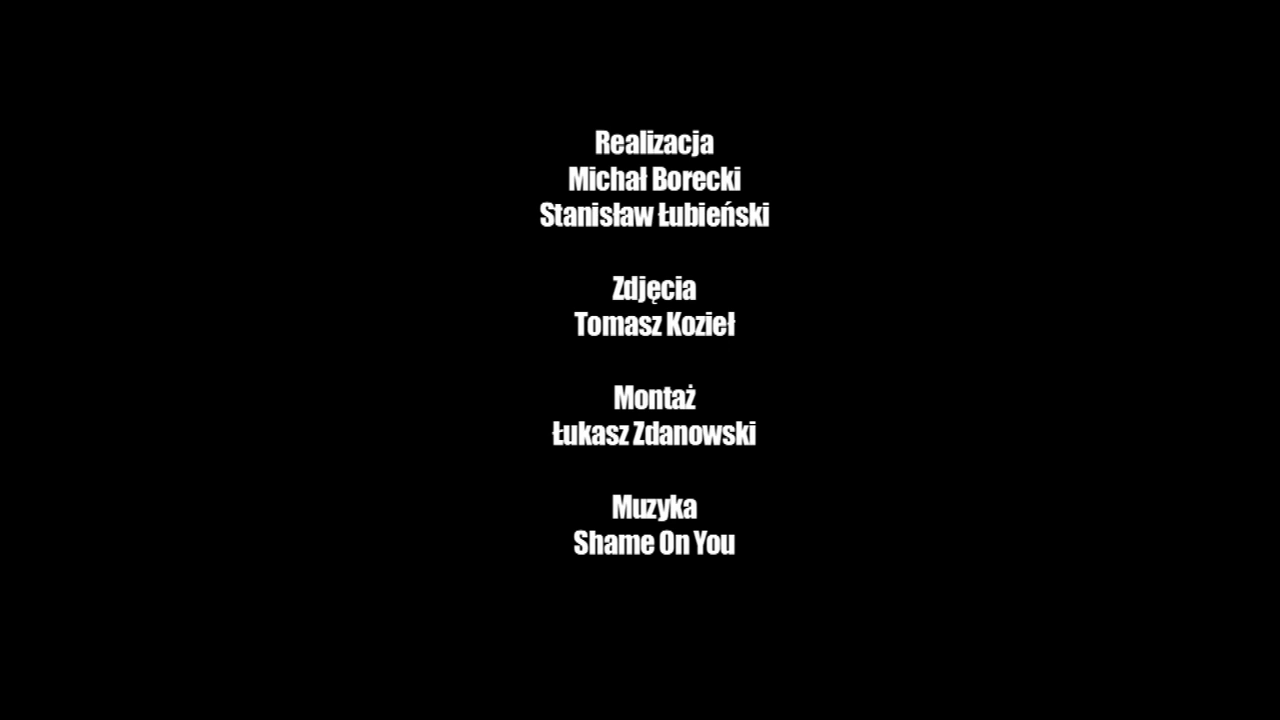 Realizacja
Michał Borecki
Stanisław Łubieński
Zdjęcia
Tomasz Kozieł
Montaż
Łukasz Zdanowski
Muzyka
Shame On You